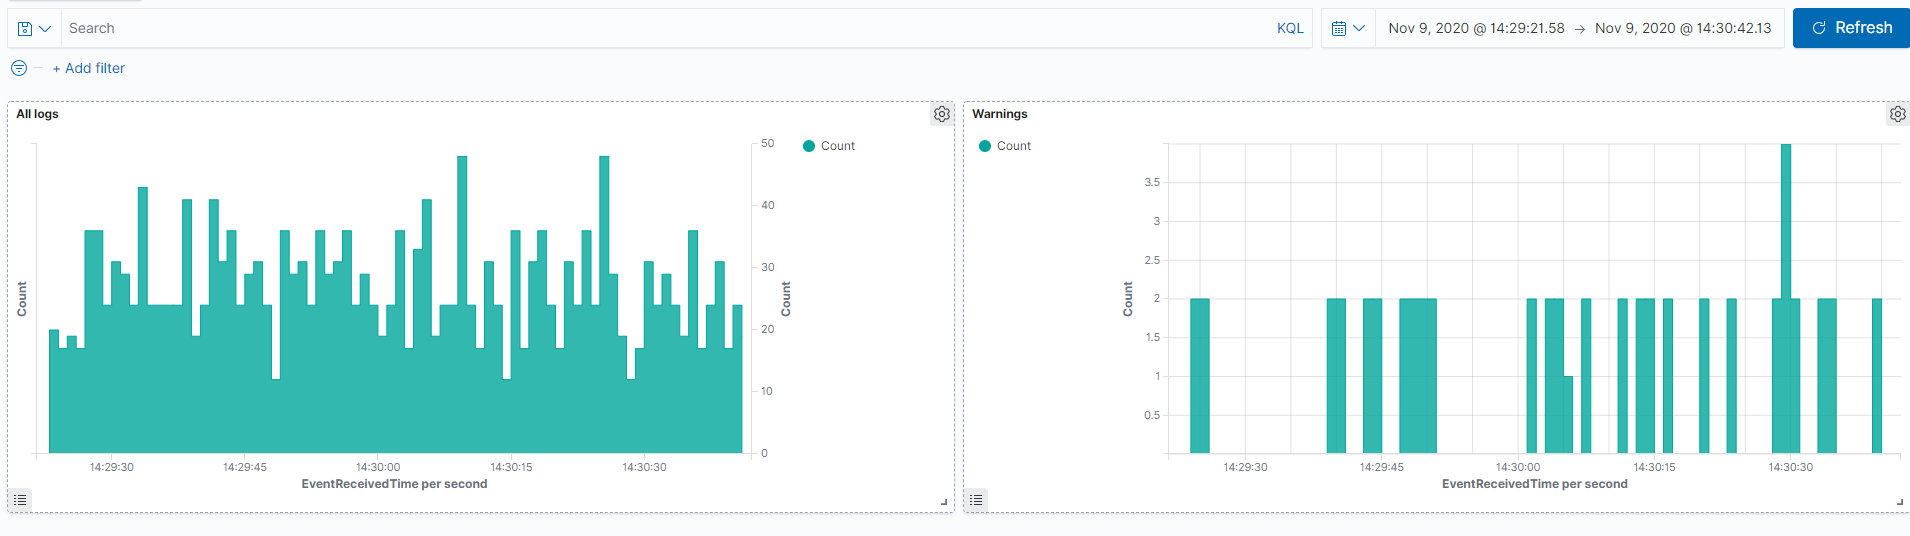 Search
KQL
Nov 9, 2020 @ 14:29:21.58 → Nov 9, 2020 @ 14:30:42.13
Refresh
+ Add filter
All logs
Count
50
40
30
20
10
0
Count
Count
14:29:30 14:29:45 14:30:00 14:30:15 14:30:30
EventReceivedTime per second
Warnings
Count
3.5
3
2.5
2
1.5
1
0.5
Count
14:29:30 14:29:45 14:30:00 14:30:15 14:30:30
EventReceivedTime per second